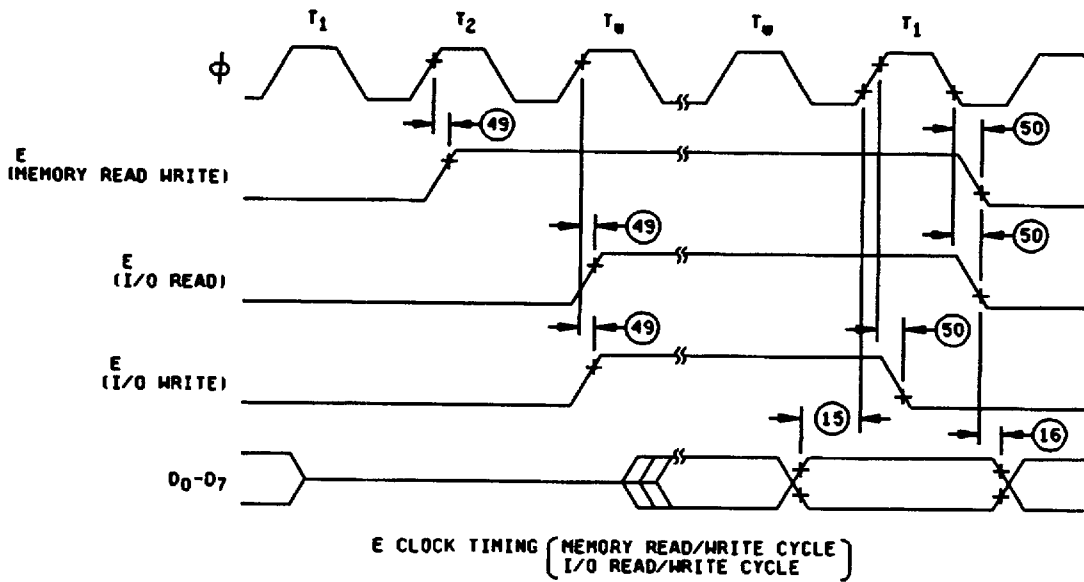 T1 T2 Tw Tw T1
ϕ
49
50
E
(MEMORY READ WRITE)
49
50
E
(I/O READ)
49
50
E
(I/O WRITE)
15
16
D0-D7
E CLOCK TIMING (MEMORY READ/WRITE CYCLE)
I/O READ/WRITE CYCLE